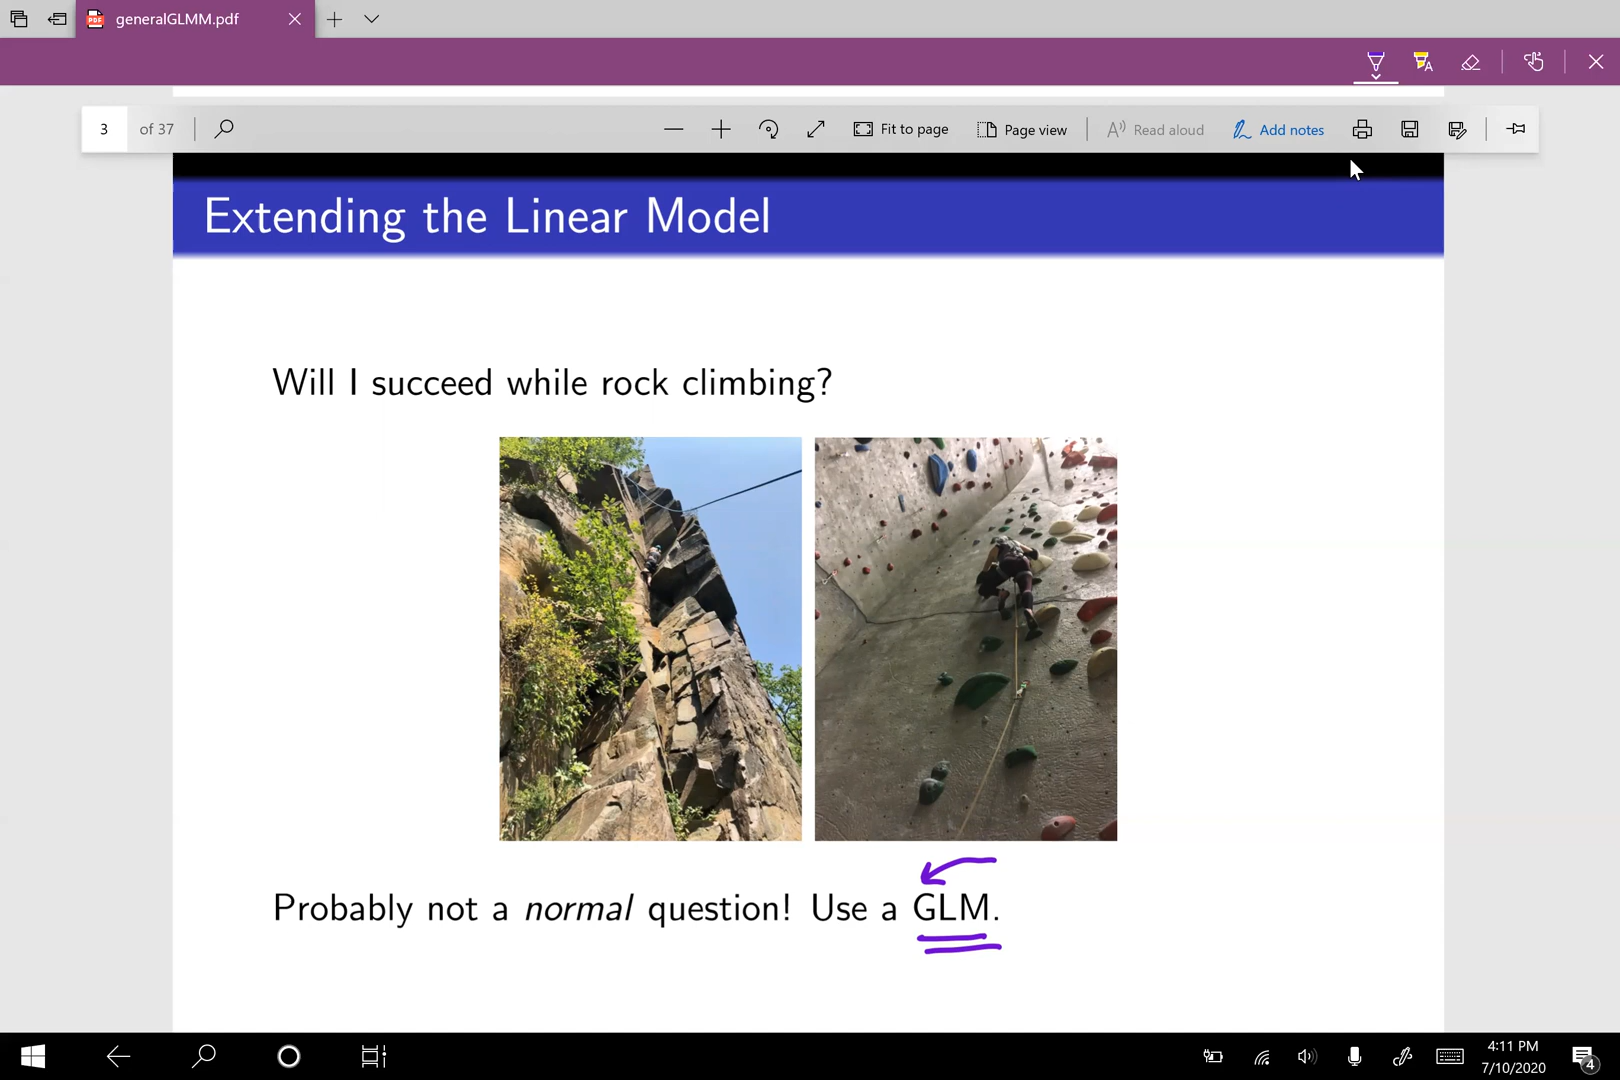 generalGLMM.pdf
3 of 37
Fit to page
Page view
Read aloud
Add notes
Extending the Linear Model
Will I succeed while rock climbing?
Probably not a normal question! Use a GLM.
4:11 PM
7/10/2020
4